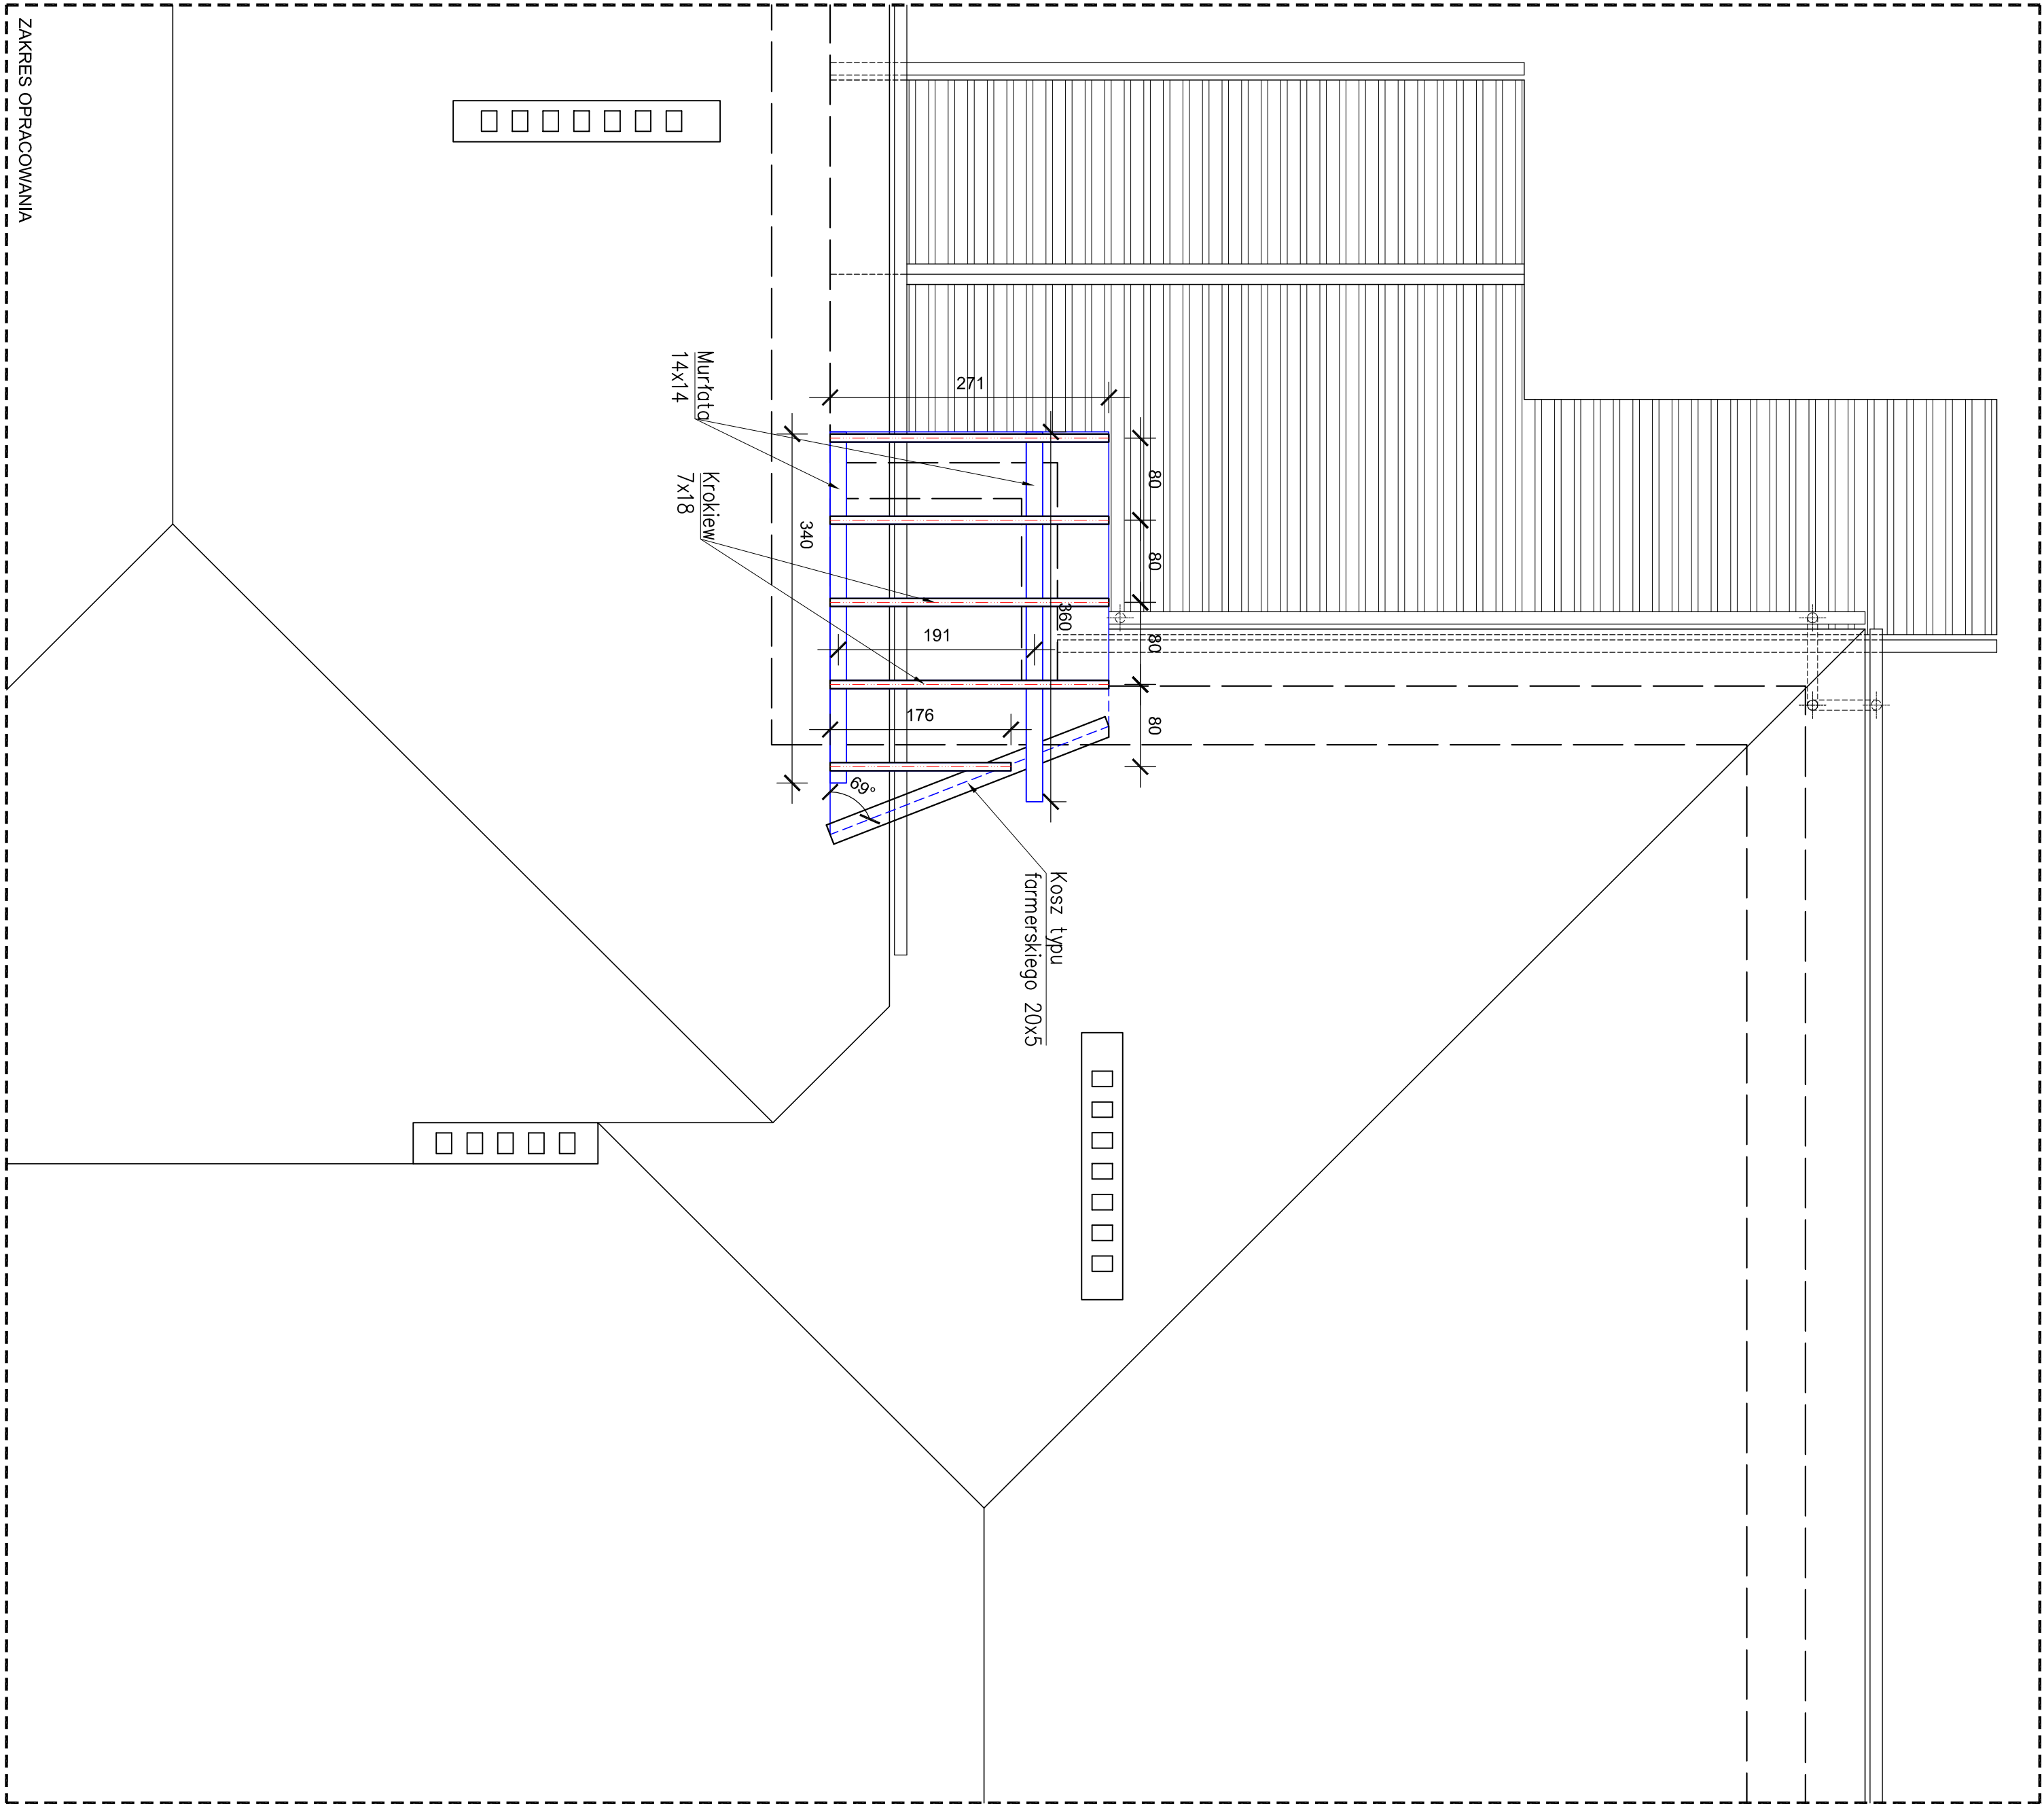 ZAKRES OPRACOWANIA
Murłata
14x14
Krokiew
7x18
271
80
80
80
80
340
360
191
176
69°
Kosz typu
farmerskiego 20x5